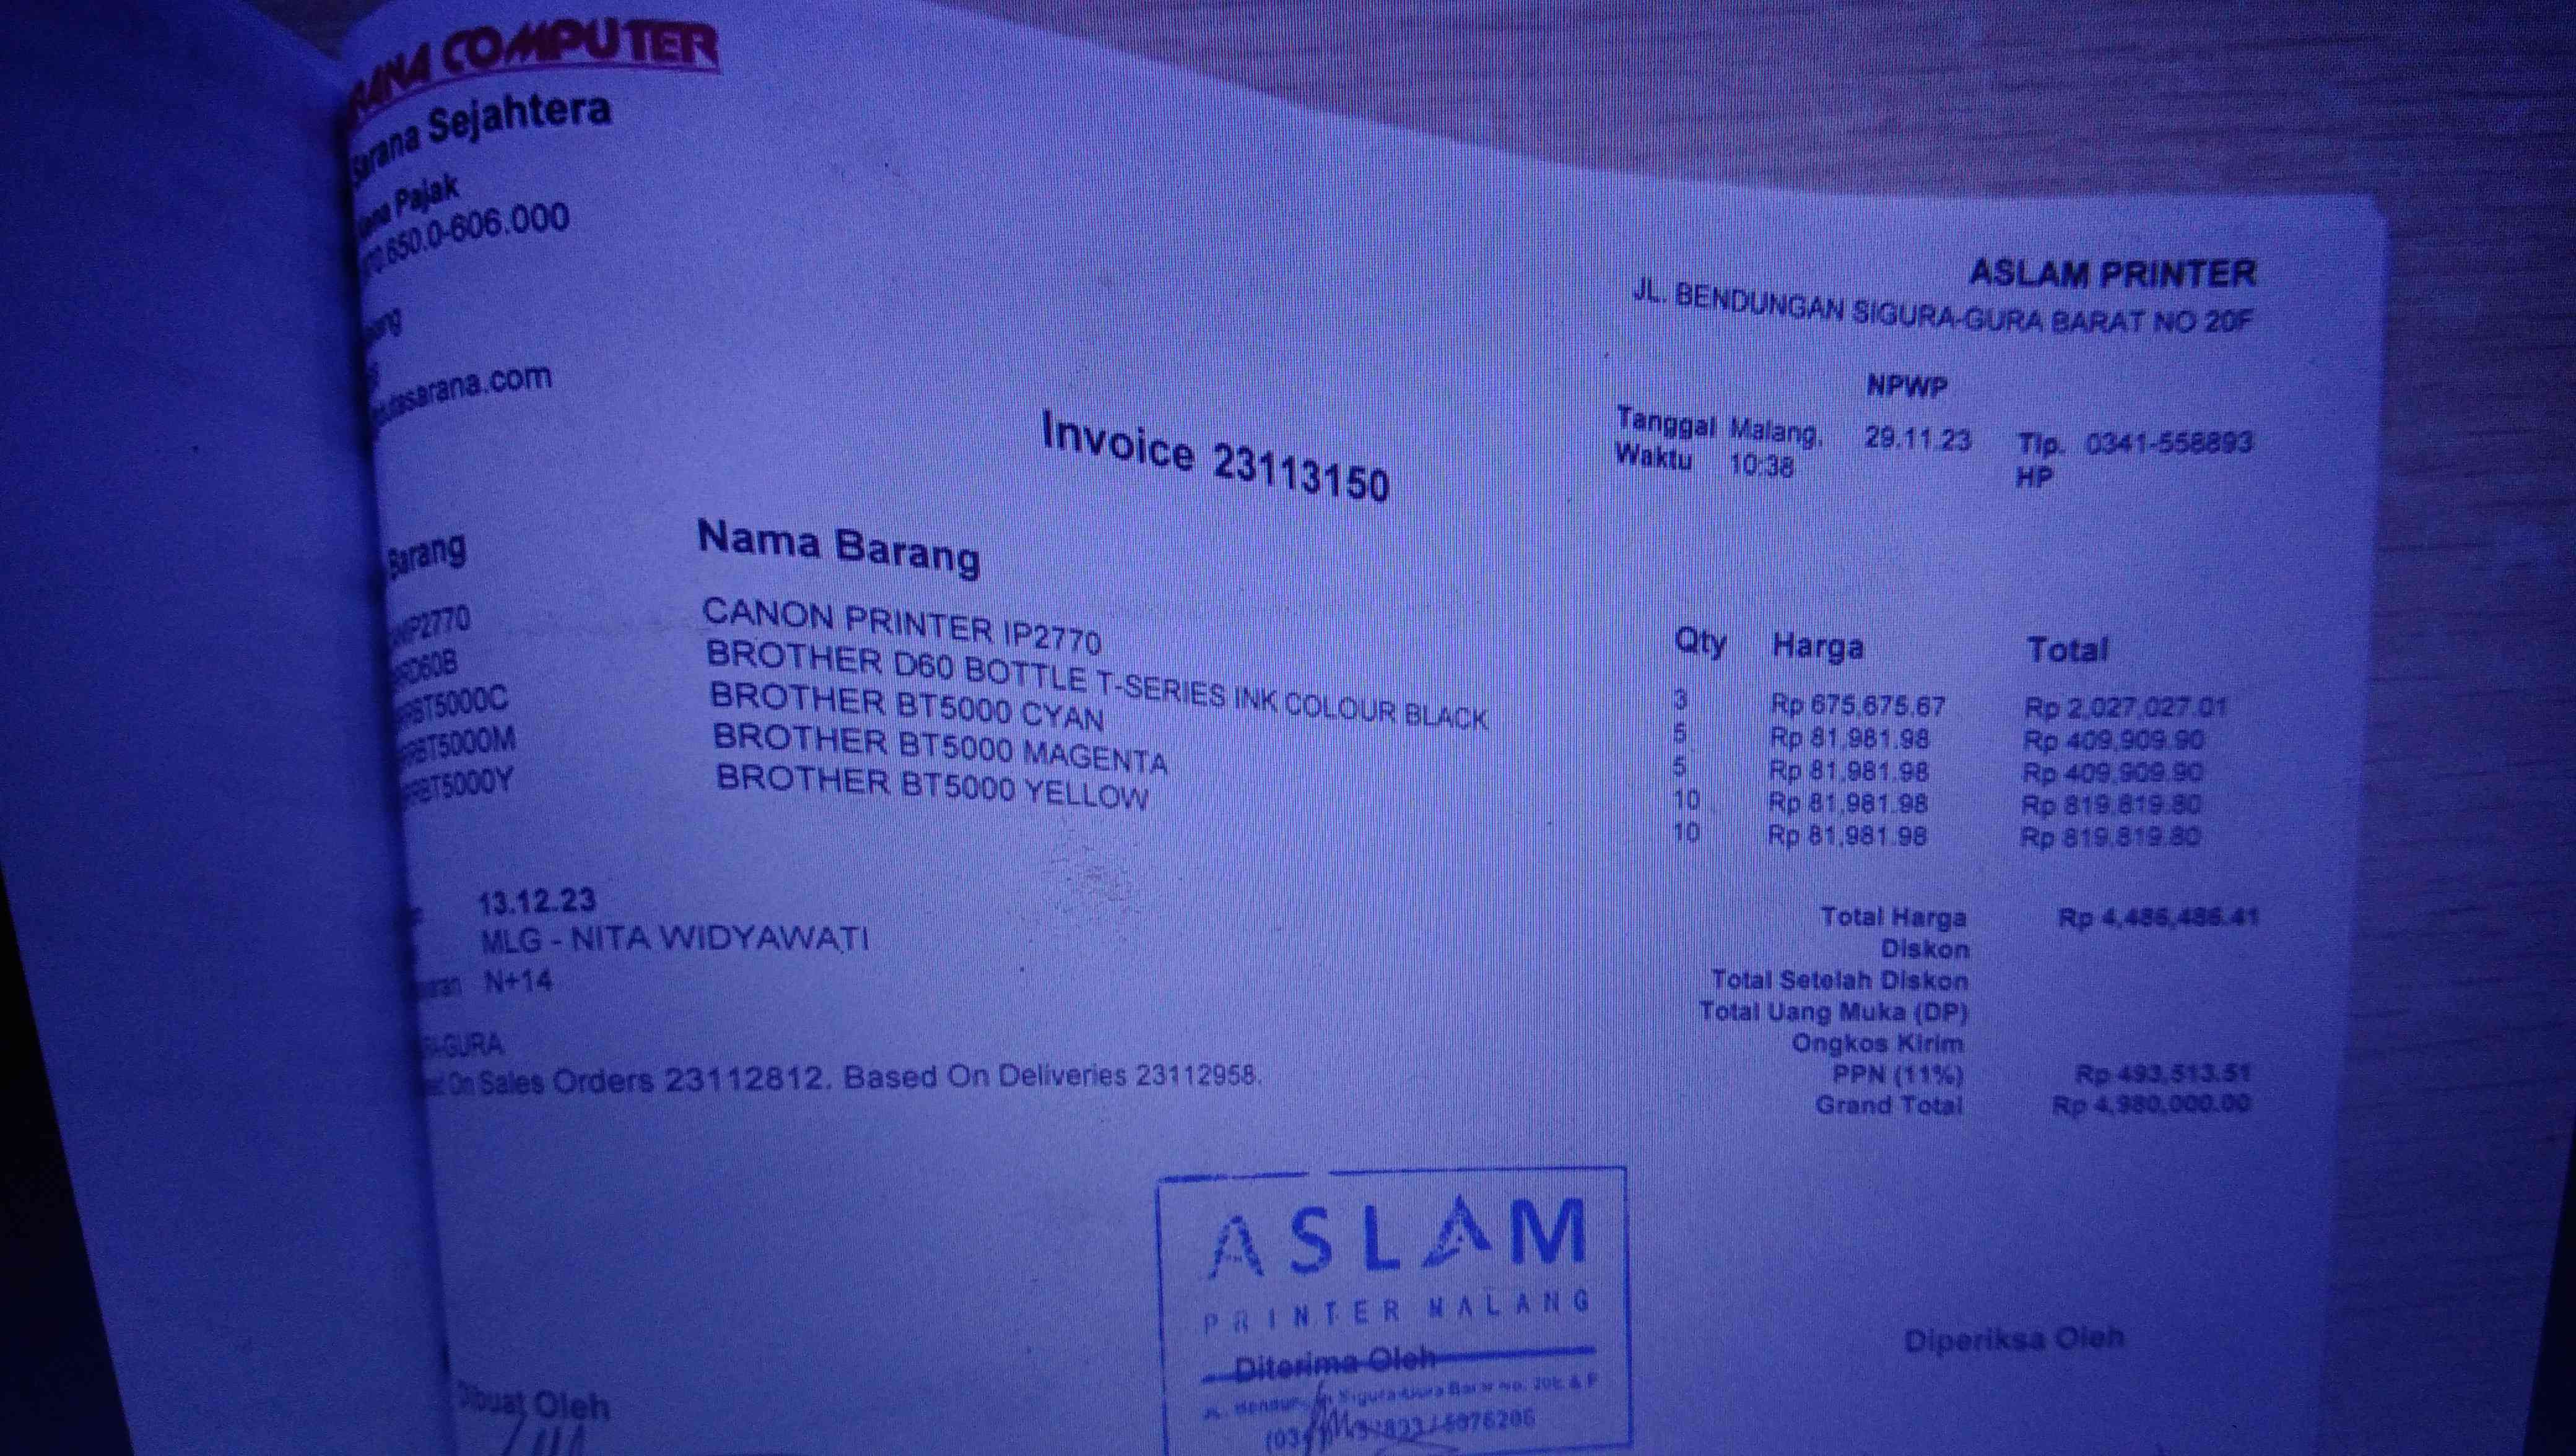 COMPUTER
Sarana Sejahtera
Pajak
650.0-606.000
ASLAM PRINTER
JL. BENDUNGAN SIGURA-GURA BARAT NO 20F
sarana.com
NPWP
Tanggal Malang, 29.11.23 Tlp. 0341-558893
Waktu 10:38 HP
Invoice 23113150
Barang Nama Barang Qty Harga Total
IP2770 CANON PRINTER IP2770 3 Rp 675,675.67 Rp 2,027,027.01
D60B BROTHER D60 BOTTLE T-SERIES INK COLOUR BLACK 5 Rp 81,981.98 Rp 409,909.90
BT5000C BROTHER BT5000 CYAN 5 Rp 81,981.98 Rp 409,909.90
BT5000M BROTHER BT5000 MAGENTA 10 Rp 81,981.98 Rp 819,819.80
BT5000Y BROTHER BT5000 YELLOW 10 Rp 81,981.98 Rp 819,819.80
13.12.23
MLG - NITA WIDYAWATI
N+14
GURA
On Sales Orders 23112812. Based On Deliveries 23112958.
Total Harga Rp 4,486,486.41
Diskon
Total Setelah Diskon
Total Uang Muka (DP)
Ongkos Kirim
PPN (11%) Rp 493,513.51
Grand Total Rp 4,980,000.00
ASLAM
PRINTER MALANG
Dibuat Oleh
Diterima Oleh
Diperiksa Oleh